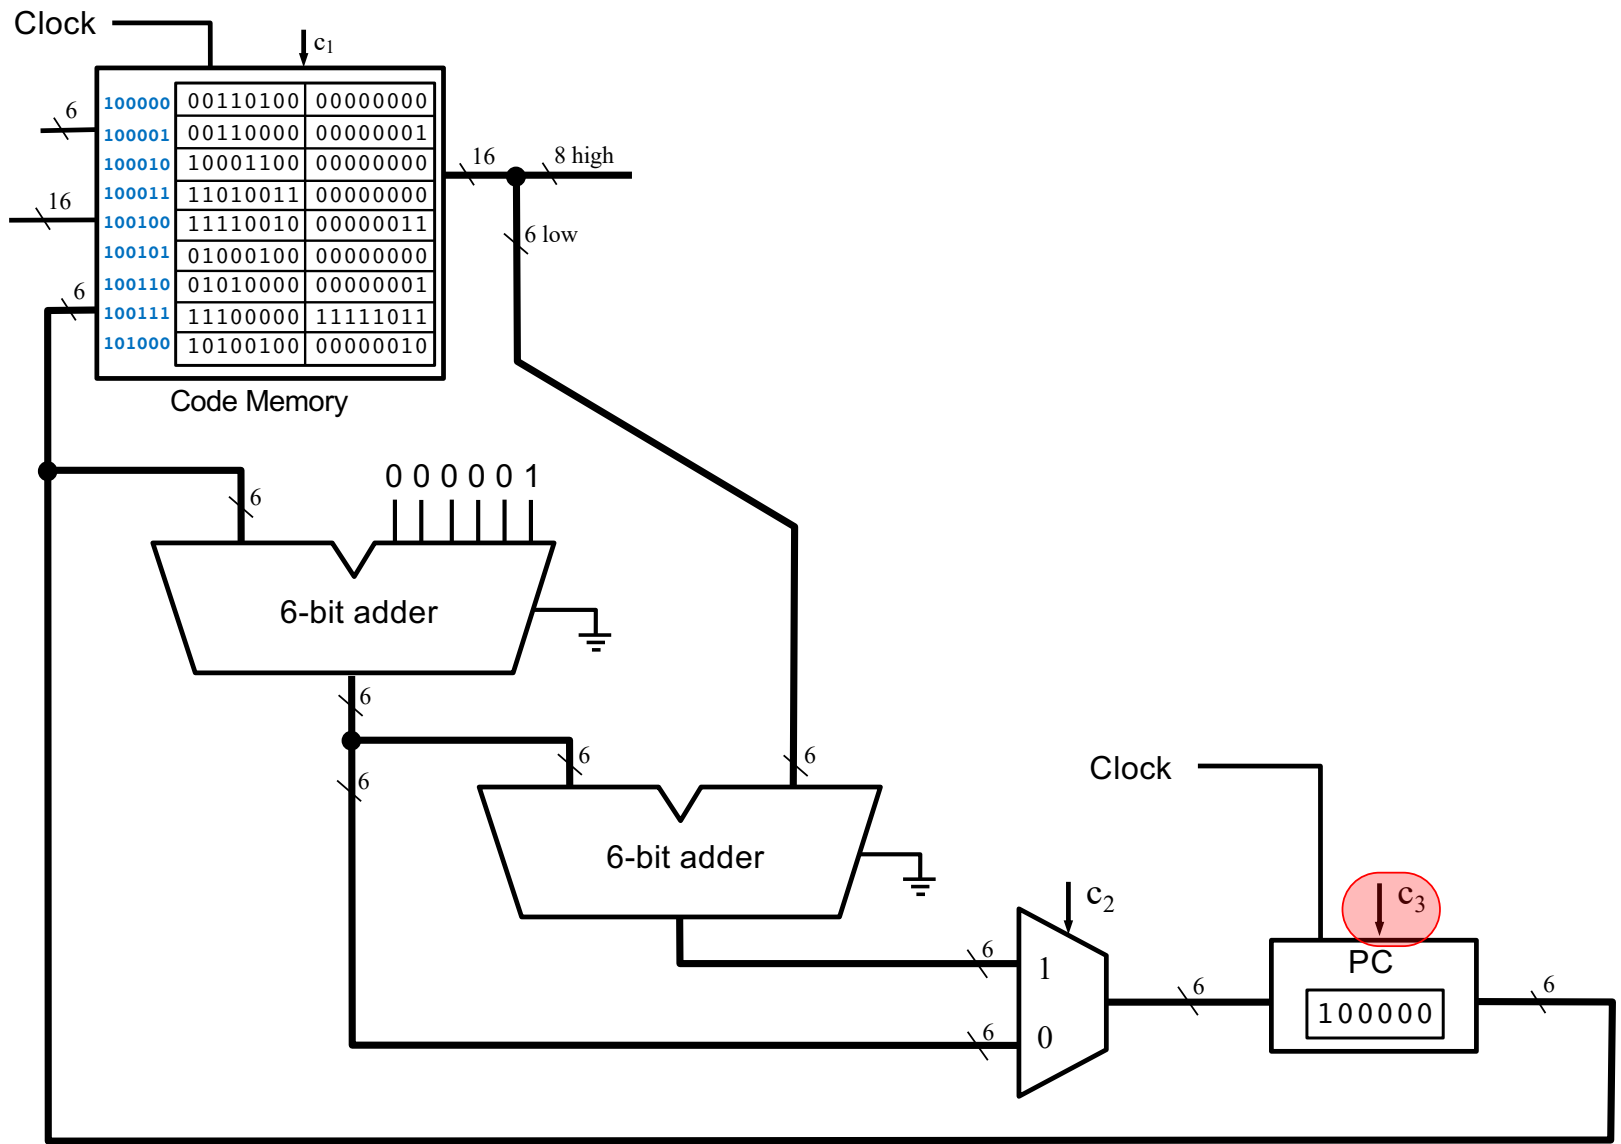 Clock
c1
6
100000 00110100 00000000
100001 00110000 00000001
100010 10001100 00000000
16
8 high
100011 11010011 00000000
16
100100 11110010 00000011
6 low
100101 01000100 00000000
100110 01010000 00000001
6
100111 11100000 11111011
101000 10100100 00000010
Code Memory
0 0 0 0 0 1
6
6-bit adder
6
6
6
6
Clock
6-bit adder
c2
c3
6
1
PC
6
6
100000
6
0